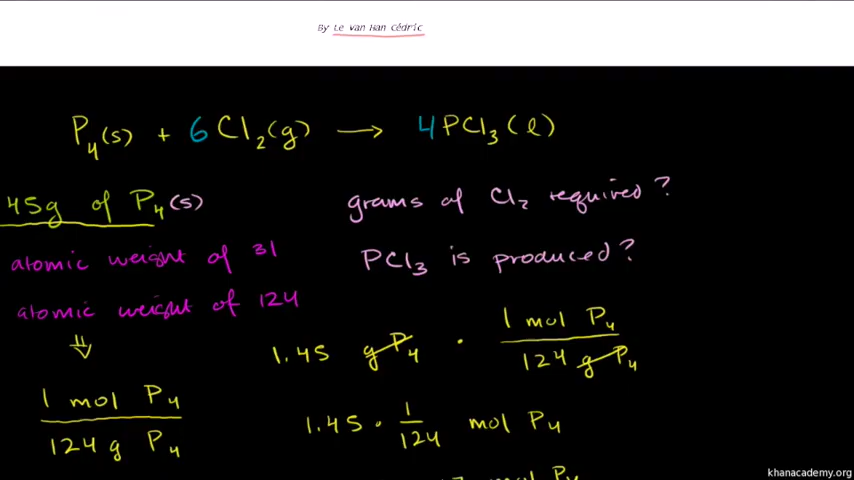 By Le Van Han Cédric
P₄(s) + 6Cl₂(g) → 4PCl₃(l)
45g of P₄(s)
grams of Cl₂ required?
atomic weight of 31
PCl₃ is produced?
atomic weight of 124
⇓
1.45 g P₄ · 1 mol P₄ / 124 g P₄
1 mol P₄ / 124 g P₄
1.45 · 1/124 mol P₄
mol P₄
khanacademy.org